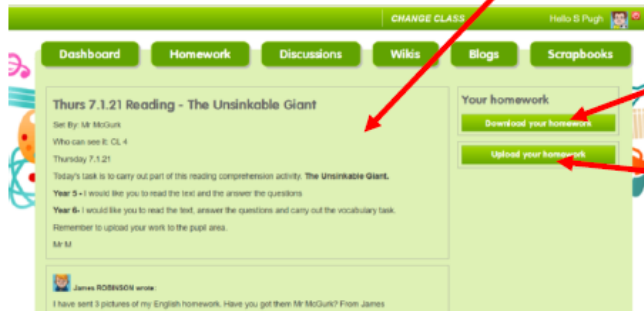 CHANGE CLASS
Hello S Pugh
Dashboard Homework Discussions Wikis Blogs Scrapbooks
Thurs 7.1.21 Reading - The Unsinkable Giant
Set By: Mr McGurk
Who can see it: CL 4
Thursday 7.1.21
Today's task is to carry out part of this reading comprehension activity. The Unsinkable Giant.
Year 5 - I would like you to read the text and the answer the questions
Year 6- I would like you to read the text, answer the questions and carry out the vocabulary task.
Remember to upload your work to the pupil area.
Mr M
James ROBINSON wrote:
I have sent 3 pictures of my English homework. Have you got them Mr McGurk? From James
Your homework
Download your homework
Upload your homework